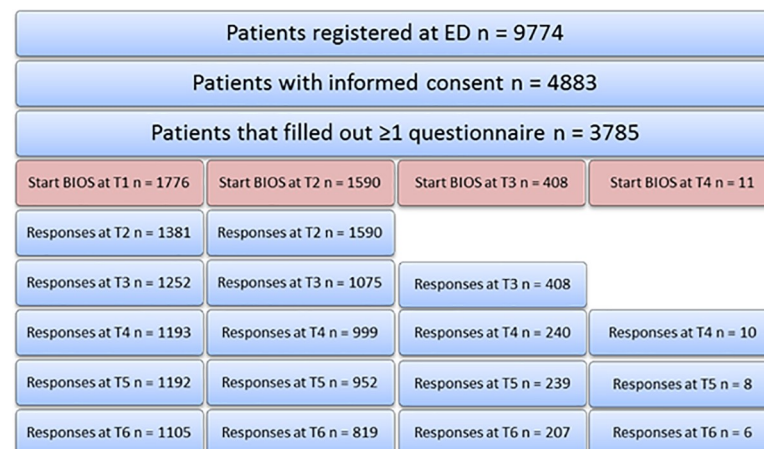 Patients registered at ED n = 9774
Patients with informed consent n = 4883
Patients that filled out ≥1 questionnaire n = 3785
Start BIOS at T1 n = 1776
Start BIOS at T2 n = 1590
Start BIOS at T3 n = 408
Start BIOS at T4 n = 11
Responses at T2 n = 1381
Responses at T2 n = 1590
Responses at T3 n = 1252
Responses at T3 n = 1075
Responses at T3 n = 408
Responses at T4 n = 1193
Responses at T4 n = 999
Responses at T4 n = 240
Responses at T4 n = 10
Responses at T5 n = 1192
Responses at T5 n = 952
Responses at T5 n = 239
Responses at T5 n = 8
Responses at T6 n = 1105
Responses at T6 n = 819
Responses at T6 n = 207
Responses at T6 n = 6